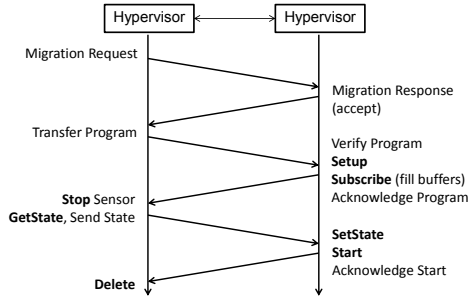 Hypervisor
Hypervisor
Migration Request
Migration Response
(accept)
Transfer Program
Verify Program
Setup
Subscribe (fill buffers)
Acknowledge Program
Stop Sensor
GetState, Send State
SetState
Start
Acknowledge Start
Delete